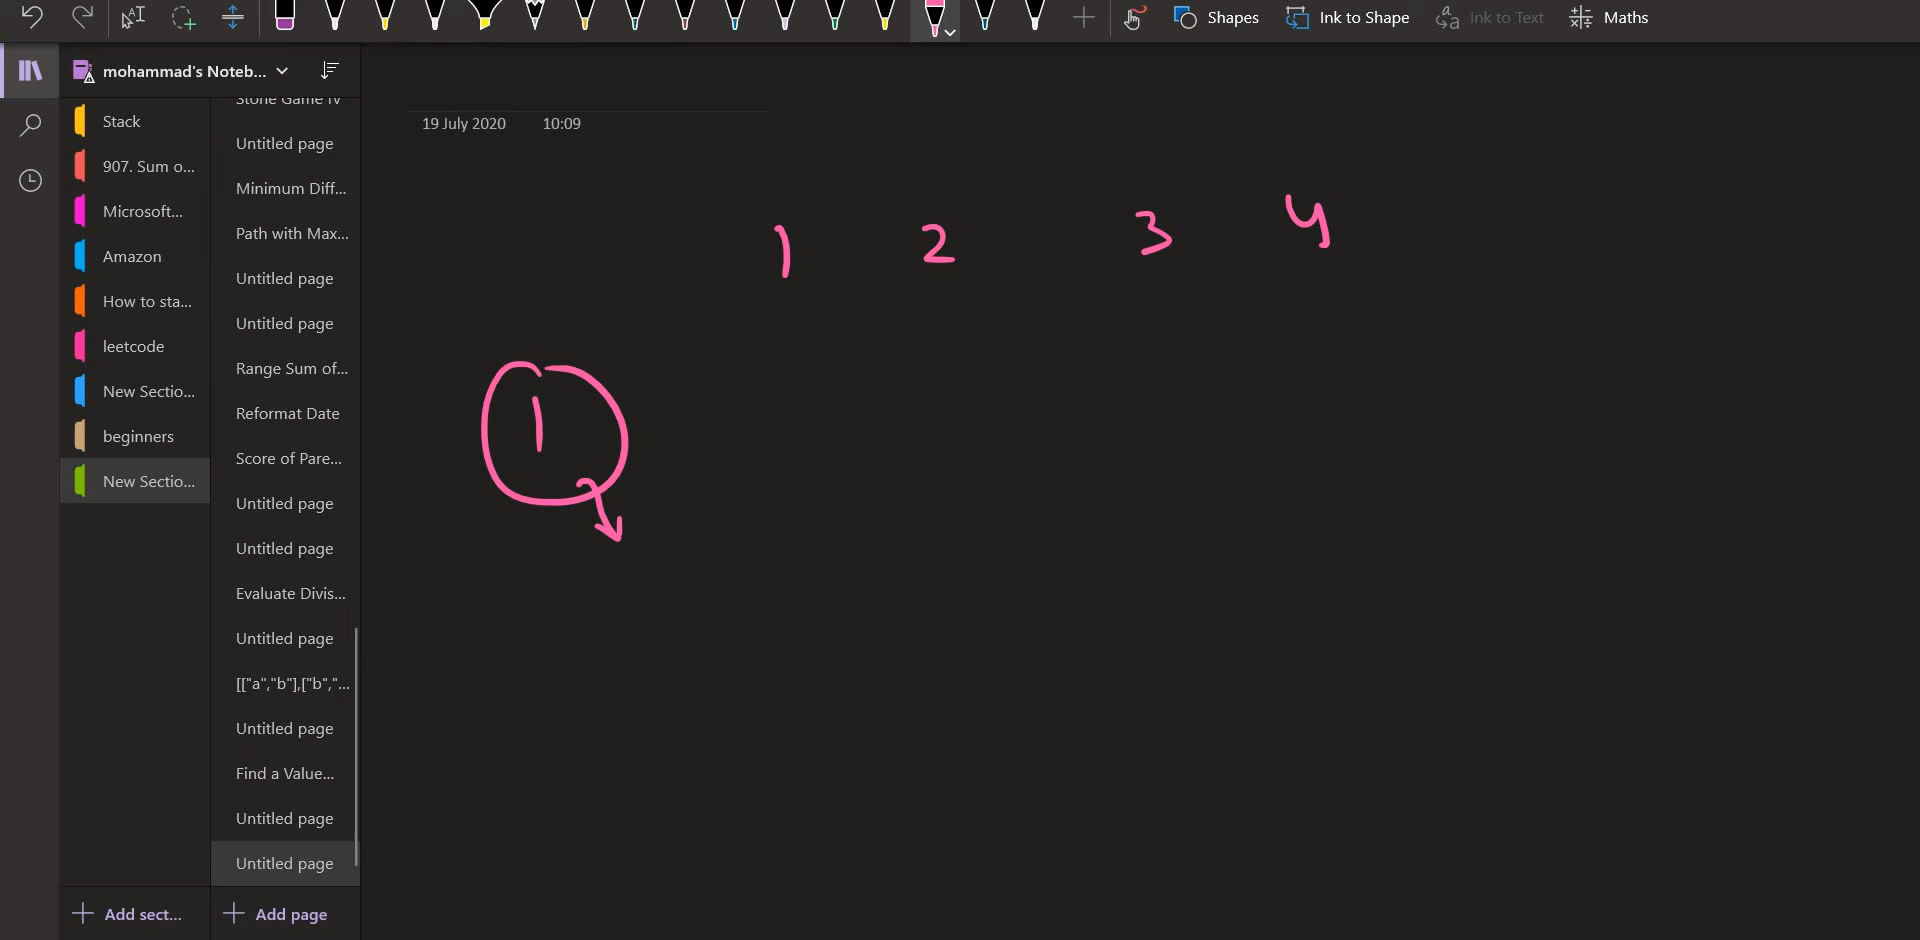 Shapes Ink to Shape Ink to Text Maths
mohammad's Noteb...
Stack
907. Sum o...
Microsoft...
Amazon
How to sta...
leetcode
New Sectio...
beginners
New Sectio...
Add sect...
Stone Game IV
Untitled page
Minimum Diff...
Path with Max...
Untitled page
Untitled page
Range Sum of...
Reformat Date
Score of Pare...
Untitled page
Untitled page
Evaluate Divis...
Untitled page
[["a","b"],["b","...
Untitled page
Find a Value...
Untitled page
Untitled page
Add page
19 July 2020 10:09
1 2 3 4
1